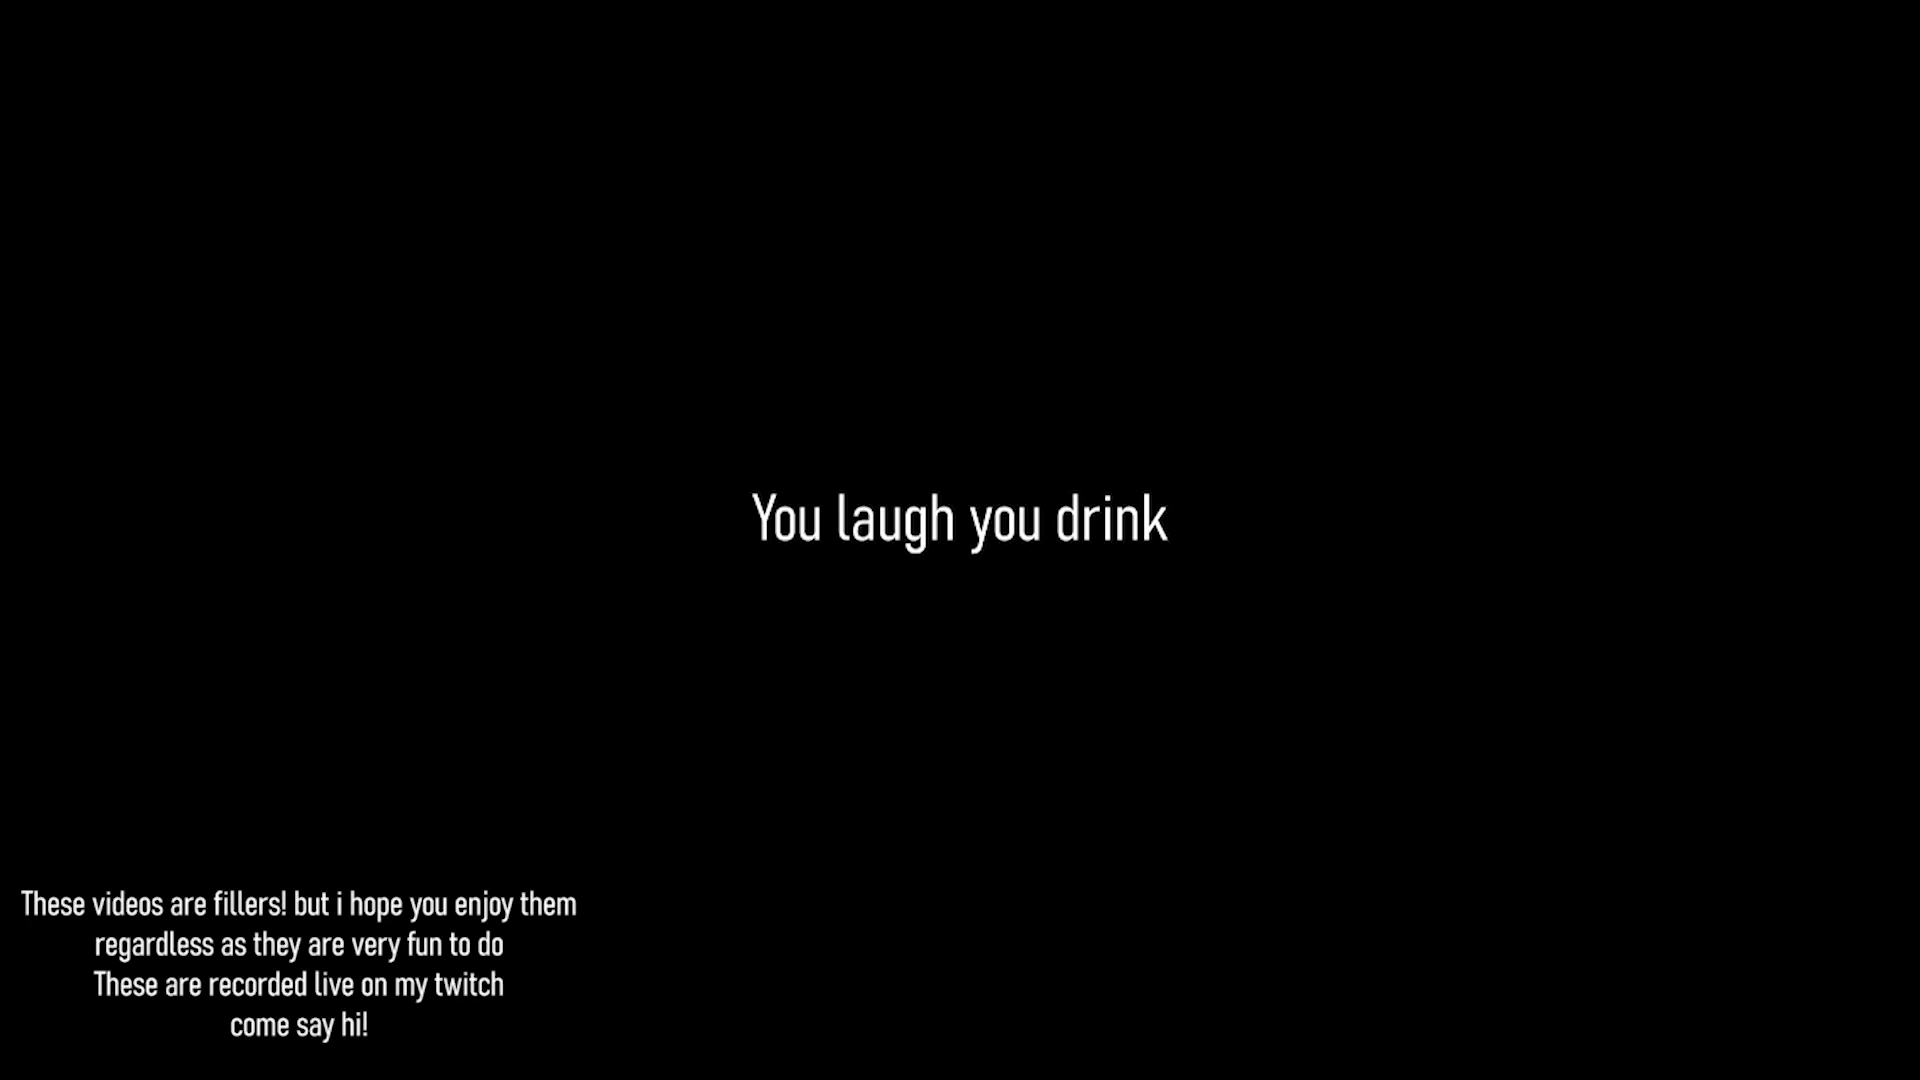 You laugh you drink
These videos are fillers! but i hope you enjoy them
regardless as they are very fun to do
These are recorded live on my twitch
come say hi!